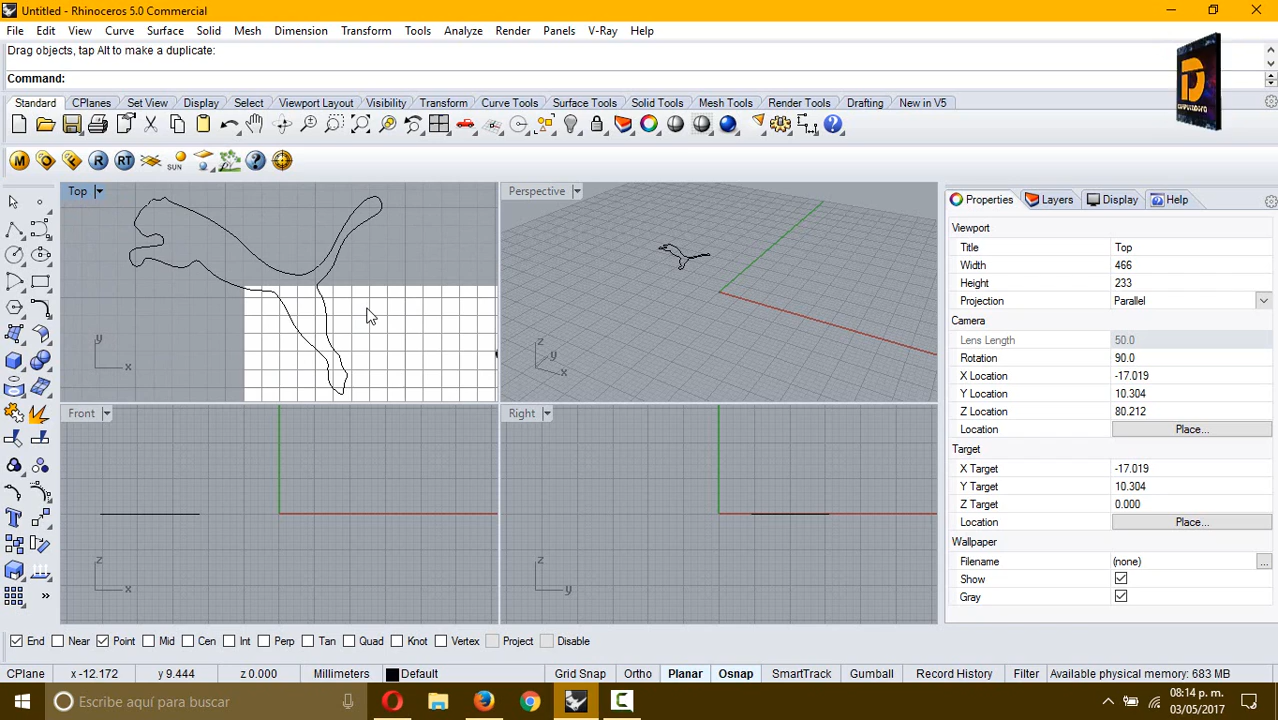 Untitled - Rhinoceros 5.0 Commercial
File Edit View Curve Surface Solid Mesh Dimension Transform Tools Analyze Render Panels V-Ray Help
Drag objects, tap Alt to make a duplicate:
Command:
Standard CPlanes Set View Display Select Viewport Layout Visibility Transform Curve Tools Surface Tools Solid Tools Mesh Tools Render Tools Drafting New in V5
M O F R RT SUN
Top
Perspective
Properties Layers Display Help
Viewport
Title Top
Width 466
Height 233
Projection Parallel
Camera
Lens Length 50.0
Rotation 90.0
X Location -17.019
Y Location 10.304
Z Location 80.212
Location Place...
Target
X Target -17.019
Y Target 10.304
Z Target 0.000
Location Place...
Wallpaper
Filename (none) ...
Show
Gray
y x
z y x
Front
Right
z x
z y
End Near Point Mid Cen Int Perp Tan Quad Knot Vertex Project Disable
CPlane x -12.172 y 9.444 z 0.000 Millimeters Default Grid Snap Ortho Planar Osnap SmartTrack Gumball Record History Filter Available physical memory: 683 MB
Escribe aquí para buscar
08:14 p. m.
03/05/2017